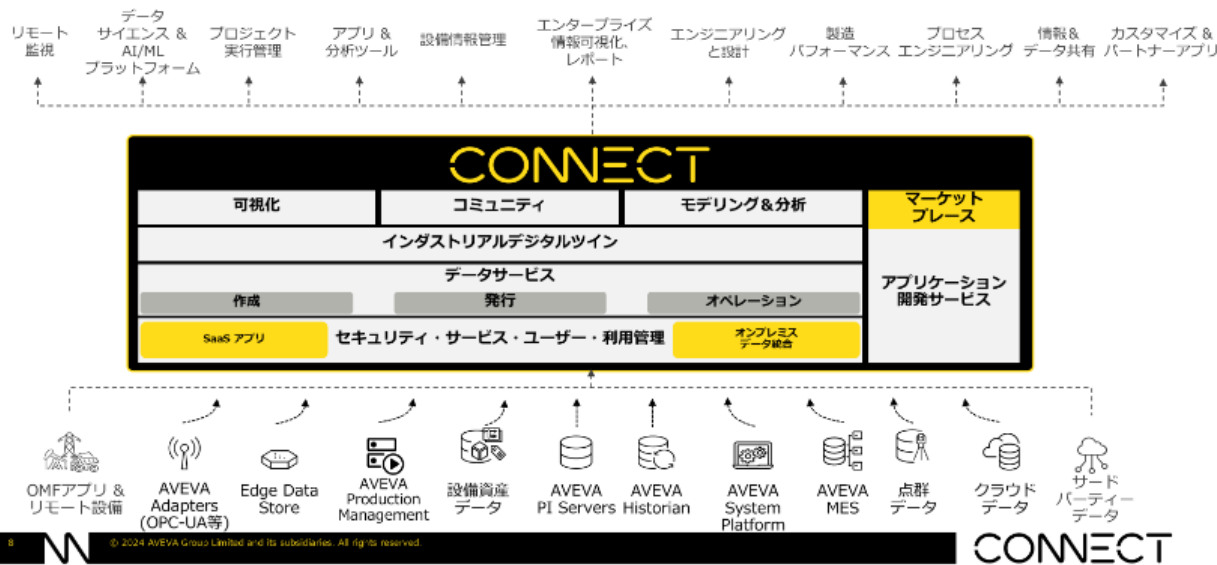 リモート
監視
データ
サイエンス &
AI/ML
プラットフォーム
プロジェクト
実行管理
アプリ &
分析ツール
設備情報管理
エンタープライズ
情報可視化、
レポート
エンジニアリング
と設計
製造
パフォーマンス
プロセス
エンジニアリング
情報&
データ共有
カスタマイズ &
パートナーアプリ
CONNECT
可視化
コミュニティ
モデリング&分析
マーケット
プレース
インダストリアルデジタルツイン
データサービス
作成
発行
オペレーション
アプリケーション
開発サービス
SaaS アプリ
セキュリティ・サービス・ユーザー・利用管理
オンプレミス
データ統合
OMFアプリ &
リモート設備
AVEVA
Adapters
(OPC-UA等)
Edge Data
Store
AVEVA
Production
Management
設備資産
データ
AVEVA
PI Servers
AVEVA
Historian
AVEVA
System
Platform
AVEVA
MES
点群
データ
クラウド
データ
サード
パーティー
データ
8
© 2024 AVEVA Group Limited and its subsidiaries. All rights reserved.
CONNECT